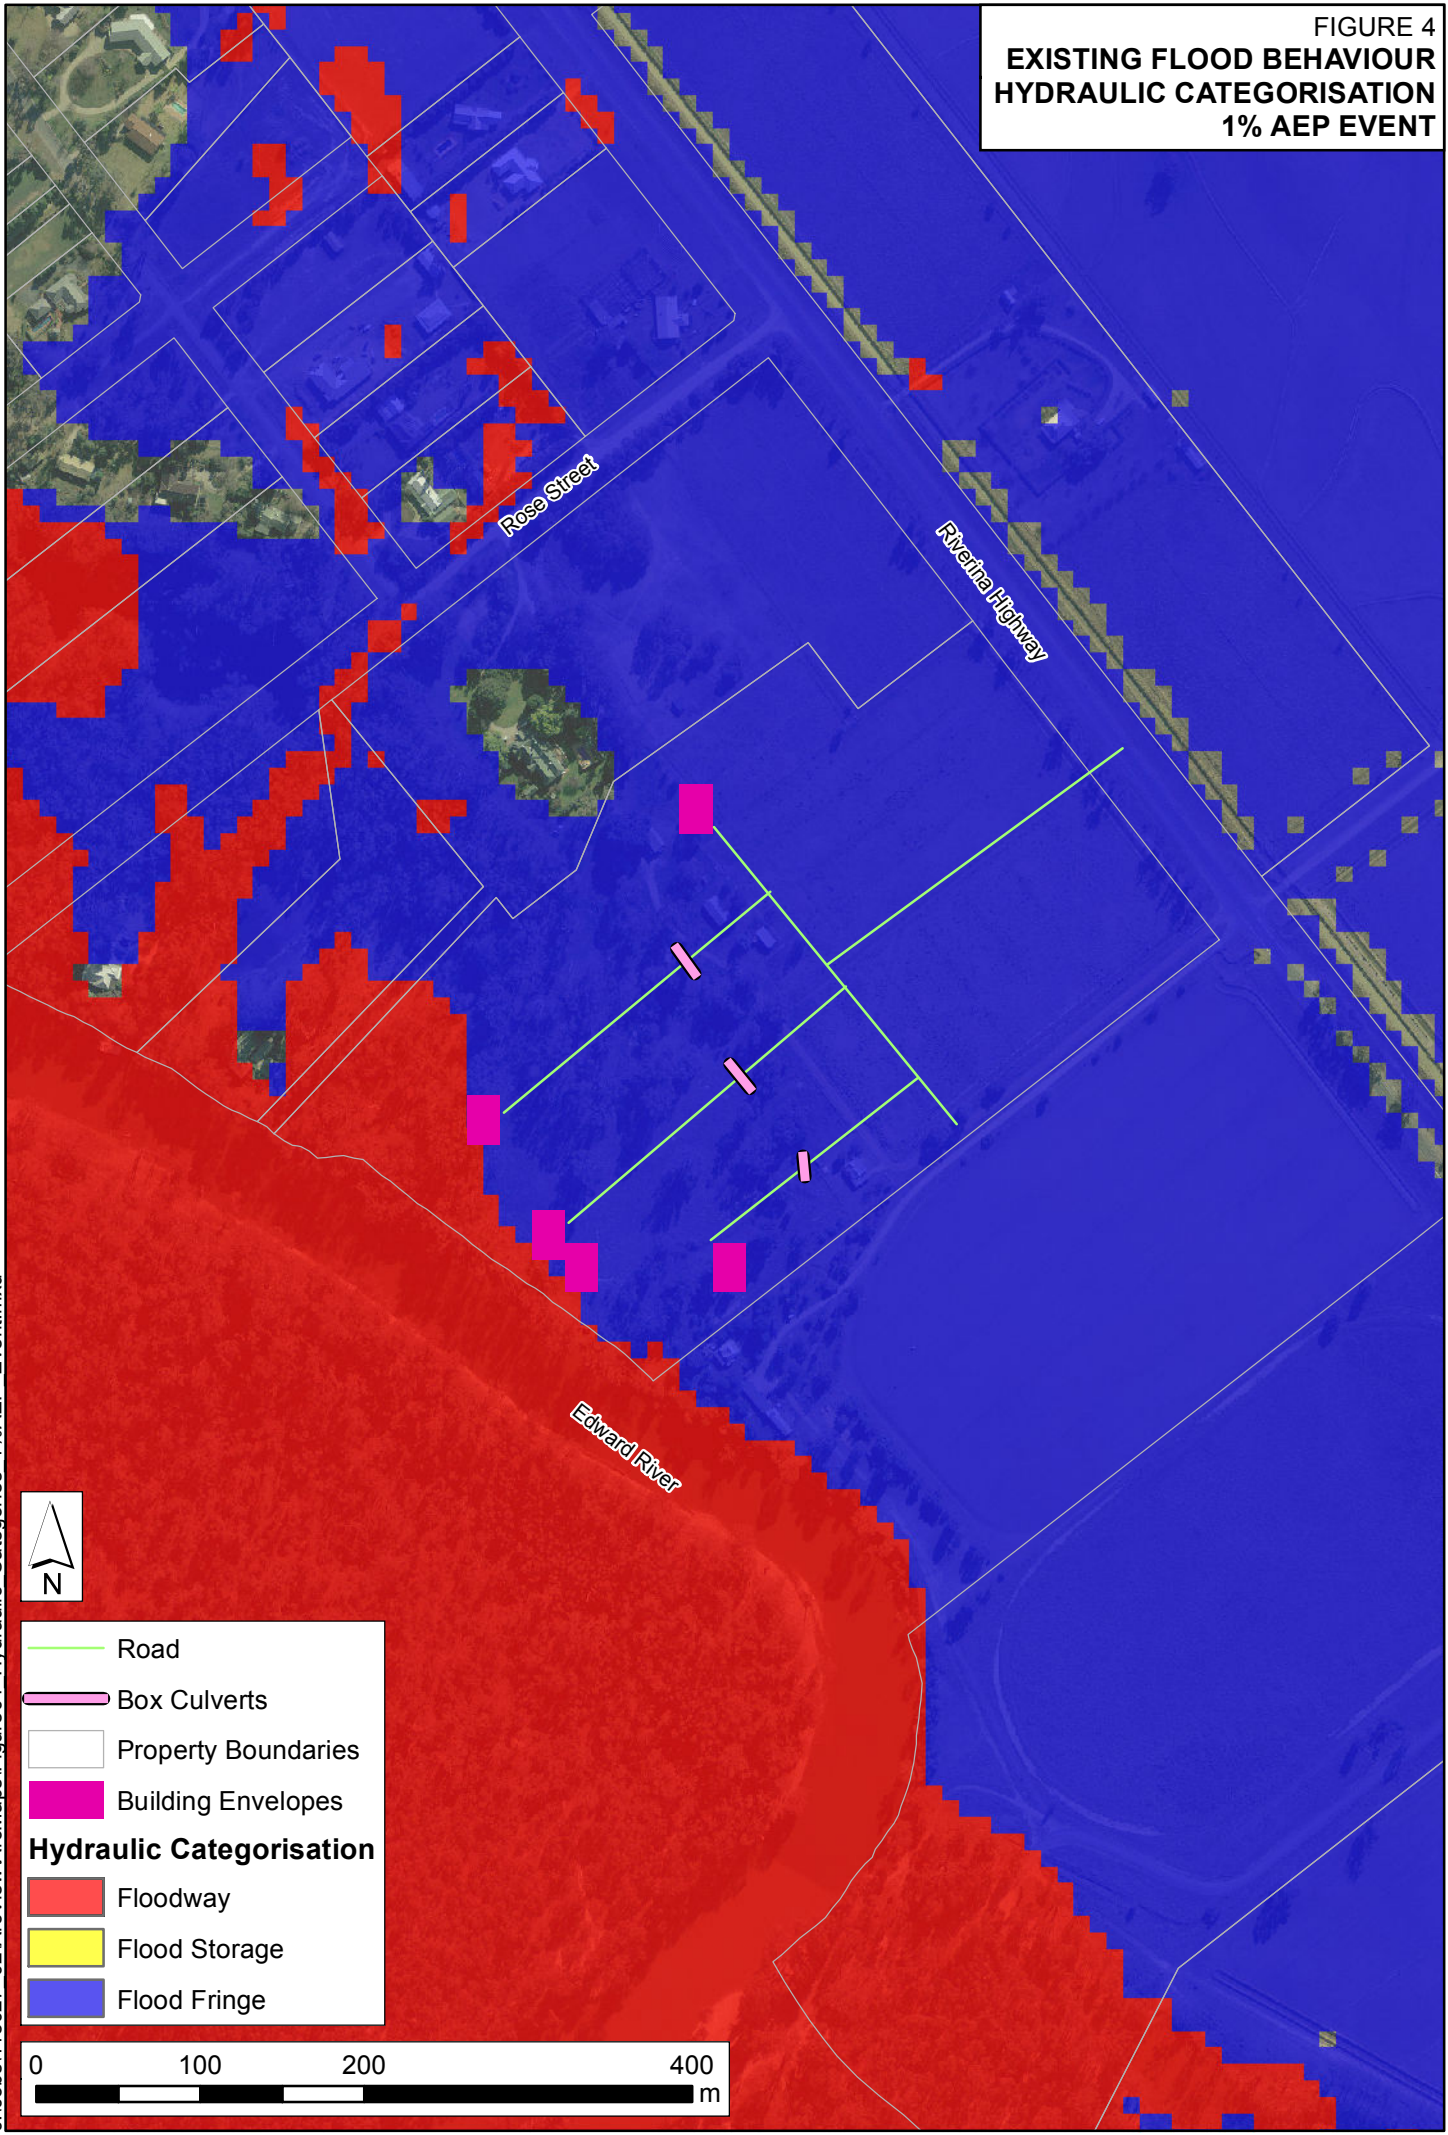 FIGURE 4
EXISTING FLOOD BEHAVIOUR
HYDRAULIC CATEGORISATION
1% AEP EVENT
Rose Street
Riverina Highway
Edward River
N
Road
Box Culverts
Property Boundaries
Building Envelopes
Hydraulic Categorisation
Floodway
Flood Storage
Flood Fringe
0 100 200 400
m